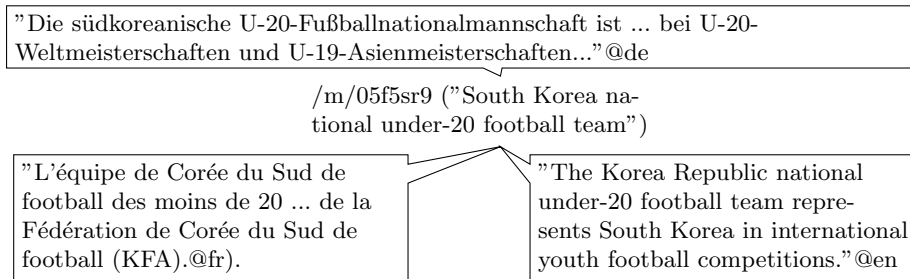 "Die südkoreanische U-20-Fußballnationalmannschaft ist ... bei U-20-
Weltmeisterschaften und U-19-Asienmeisterschaften..."@de
/m/05f5sr9 ("South Korea na-
tional under-20 football team")
"L'équipe de Corée du Sud de
football des moins de 20 ... de la
Fédération de Corée du Sud de
football (KFA).@fr).
"The Korea Republic national
under-20 football team repre-
sents South Korea in international
youth football competitions."@en